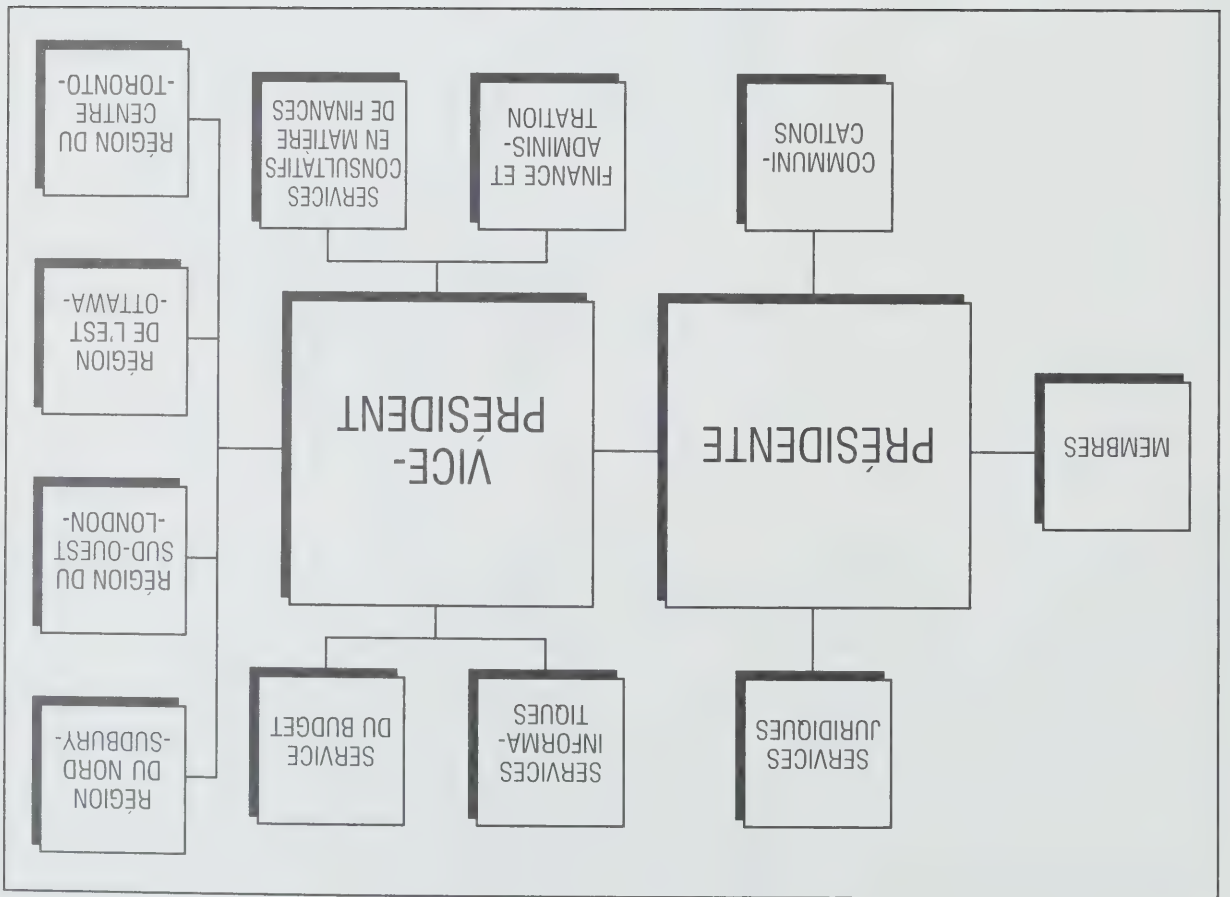 SERVICES
JURIDIQUES
SERVICES
INFORMA-
TIQUES
SERVICE
DU BUDGET
RÉGION
DU NORD
-SUDBURY-
MEMBRES
PRÉSIDENTE
VICE-
PRÉSIDENT
RÉGION DU
SUD-OUEST
-LONDON-
RÉGION
DE L'EST
-OTTAWA-
COMMUNI-
CATIONS
FINANCE ET
ADMINIS-
TRATION
SERVICES
CONSULTATIFS
EN MATIÈRE
DE FINANCES
RÉGION DU
CENTRE
-TORONTO-